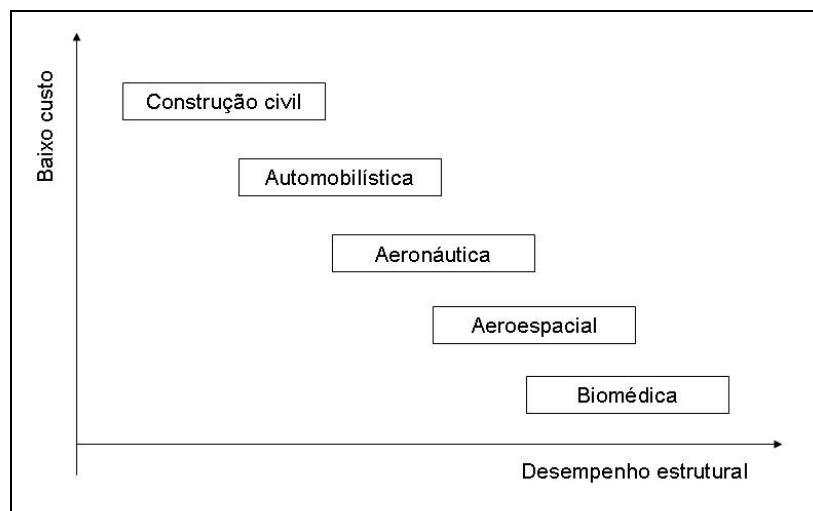 Baixo custo
Construção civil
Automobilística
Aeronáutica
Aeroespacial
Biomédica
Desempenho estrutural